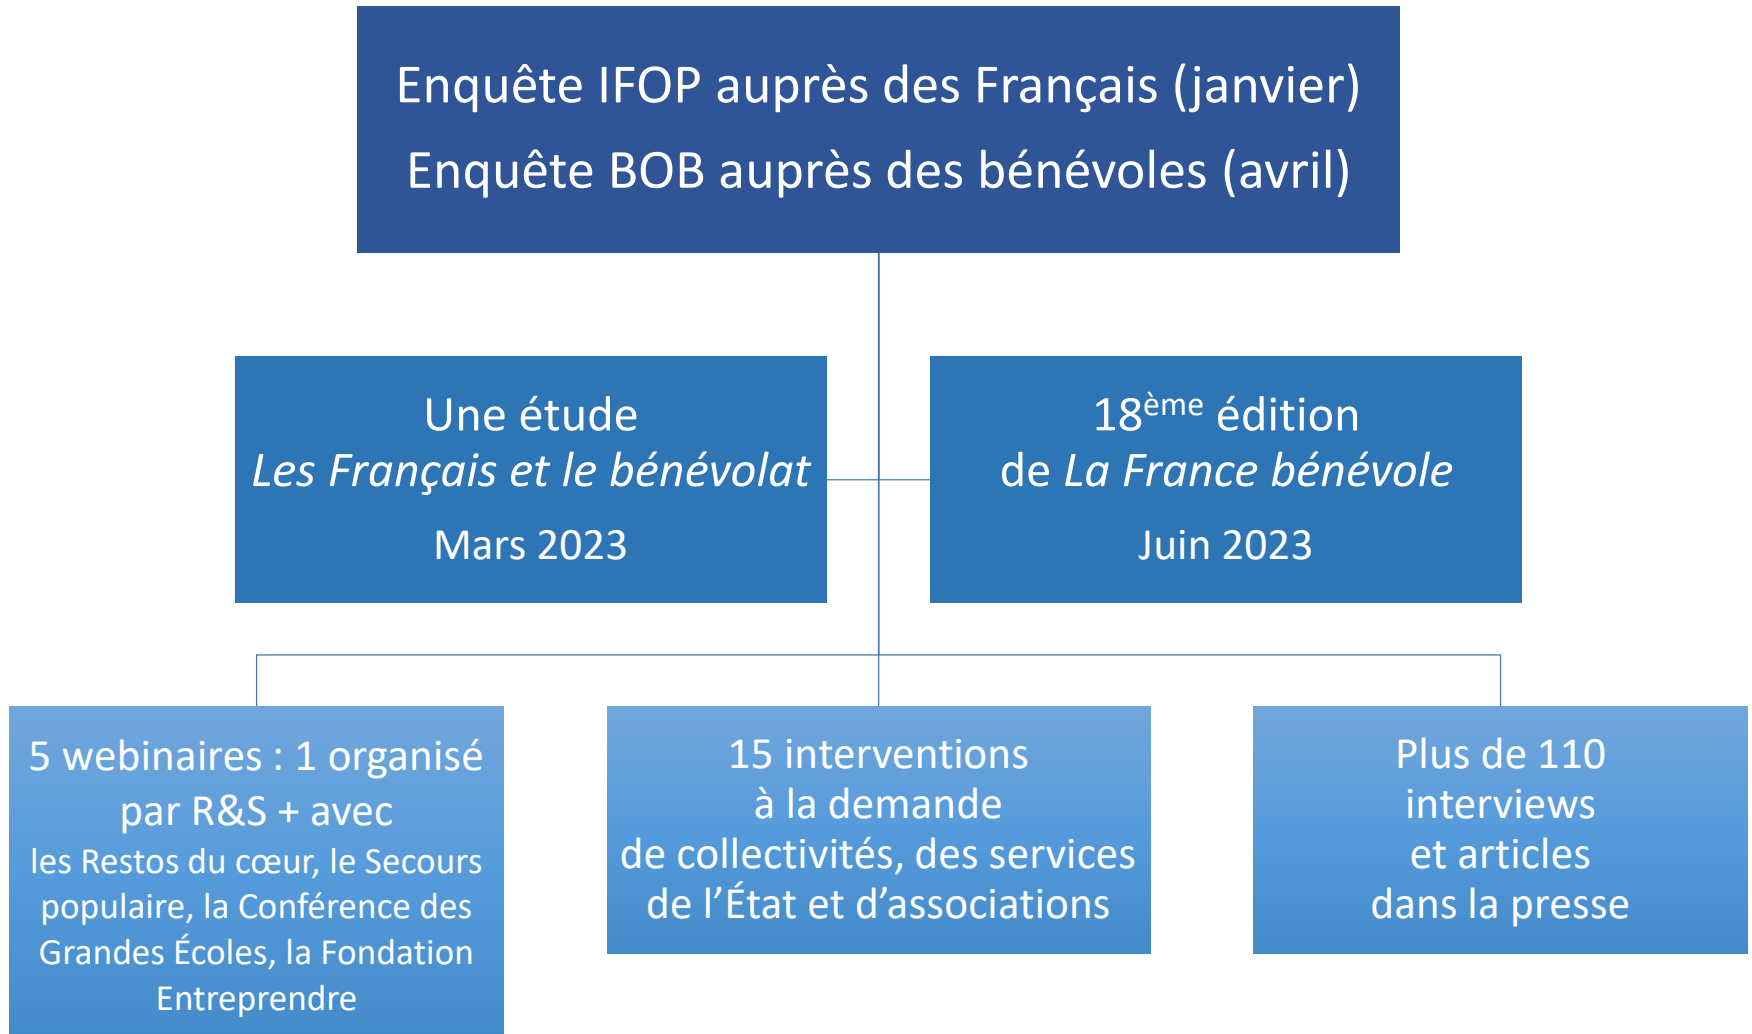 Enquête IFOP auprès des Français (janvier)
Enquête BOB auprès des bénévoles (avril)
Une étude
Les Français et le bénévolat
Mars 2023
18ème édition
de La France bénévole
Juin 2023
5 webinaires : 1 organisé
par R&S + avec
les Restos du cœur, le Secours
populaire, la Conférence des
Grandes Écoles, la Fondation
Entreprendre
15 interventions
à la demande
de collectivités, des services
de l’État et d’associations
Plus de 110
interviews
et articles
dans la presse